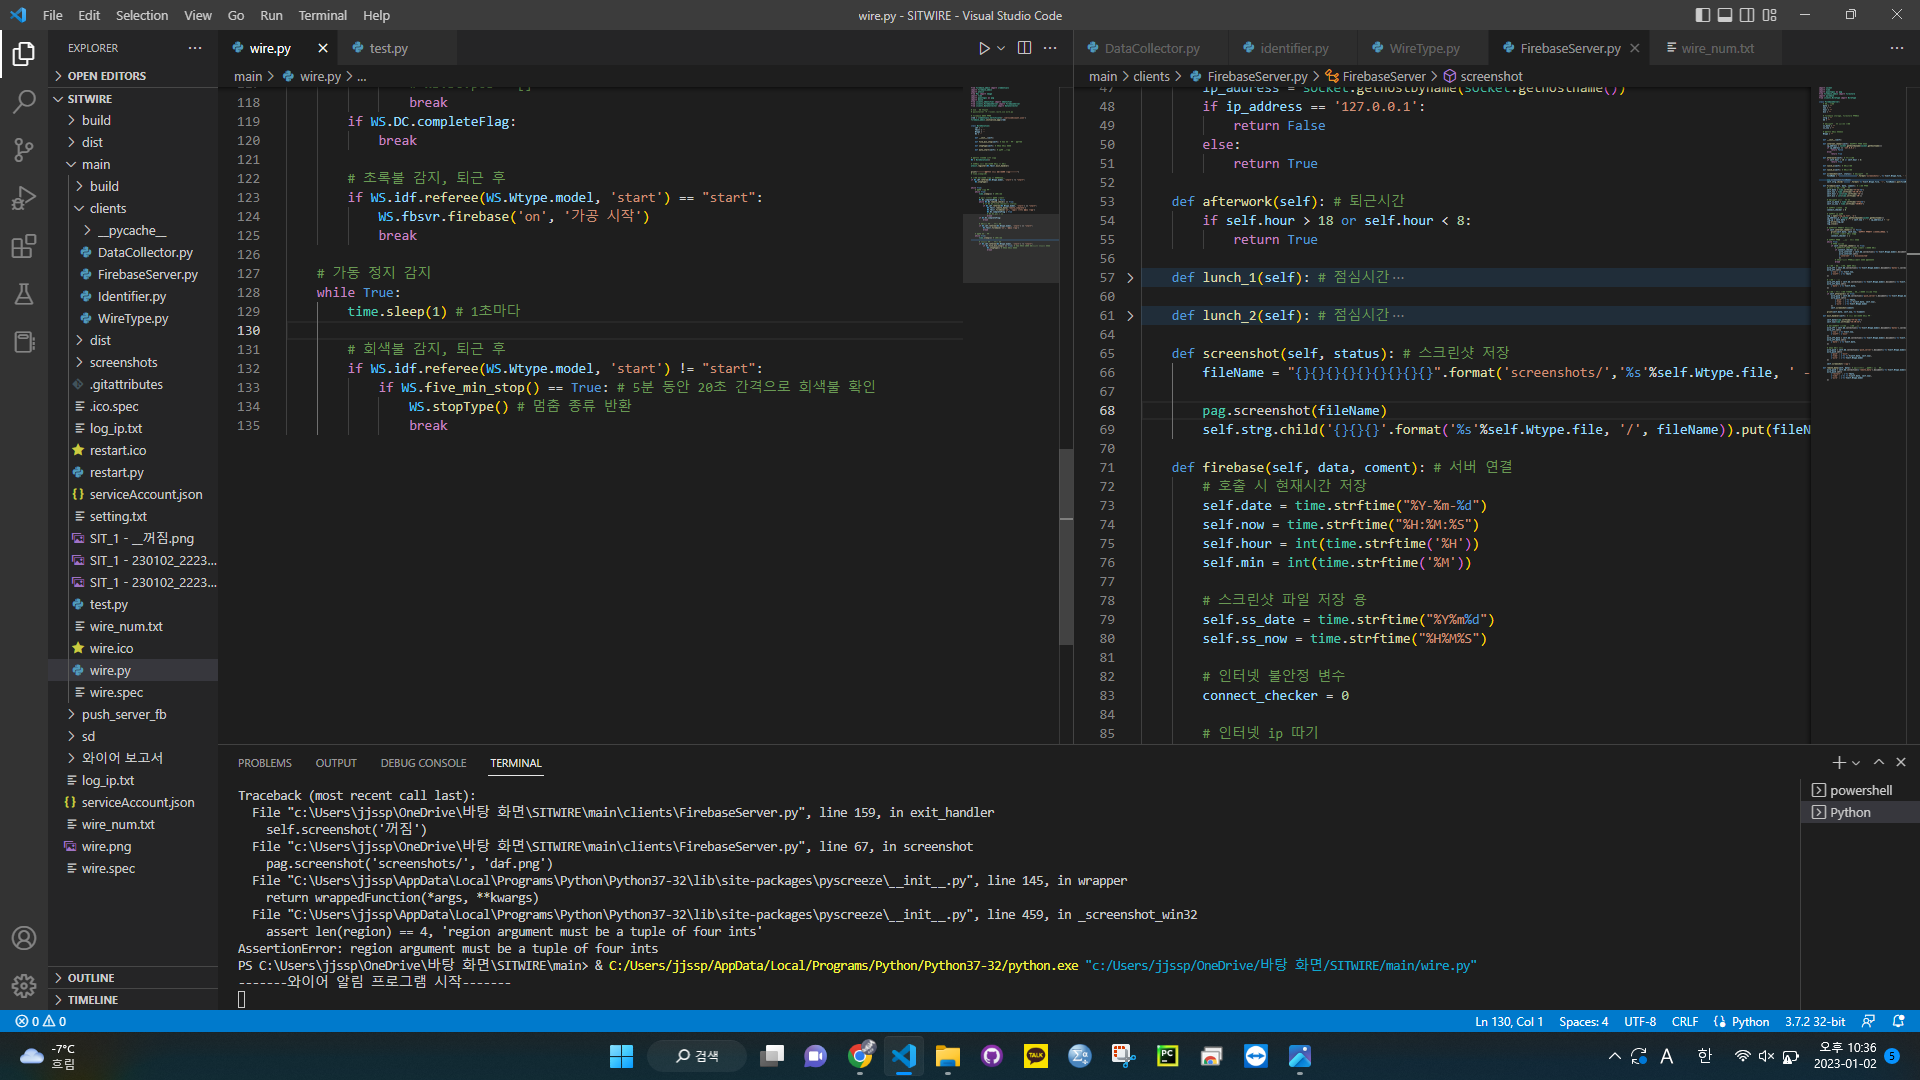 File Edit Selection View Go Run Terminal Help
wire.py - SITWIRE - Visual Studio Code
EXPLORER
OPEN EDITORS
SITWIRE
build
dist
main
build
clients
__pycache__
DataCollector.py
FirebaseServer.py
Identifier.py
WireType.py
dist
screenshots
.gitattributes
.ico.spec
log_ip.txt
restart.ico
restart.py
serviceAccount.json
setting.txt
SIT_1 - __꺼짐.png
SIT_1 - 230102_2223...
SIT_1 - 230102_2223...
test.py
wire_num.txt
wire.ico
wire.py
wire.spec
push_server_fb
sd
와이어 보고서
log_ip.txt
serviceAccount.json
wire_num.txt
wire.png
wire.spec
OUTLINE
TIMELINE
wire.py test.py
main > wire.py > ...
118 break
119 if WS.DC.completeFlag:
120 break
121
122 # 초록불 감지, 퇴근 후
123 if WS.idf.referee(WS.Wtype.model, 'start') == "start":
124 WS.fbsvr.firebase('on', '가공 시작')
125 break
126
127 # 가동 정지 감지
128 while True:
129 time.sleep(1) # 1초마다
130
131 # 회색불 감지, 퇴근 후
132 if WS.idf.referee(WS.Wtype.model, 'start') != "start":
133 if WS.five_min_stop() == True: # 5분 동안 20초 간격으로 회색불 확인
134 WS.stopType() # 멈춤 종류 반환
135 break
DataCollector.py identifier.py WireType.py FirebaseServer.py wire_num.txt
main > clients > FirebaseServer.py > FirebaseServer > screenshot
47 ip_address = socket.gethostbyname(socket.gethostname())
48 if ip_address == '127.0.0.1':
49 return False
50 else:
51 return True
52
53 def afterwork(self): # 퇴근시간
54 if self.hour > 18 or self.hour < 8:
55 return True
56
57 def lunch_1(self): # 점심시간 ...
60
61 def lunch_2(self): # 점심시간 ...
64
65 def screenshot(self, status): # 스크린샷 저장
66 fileName = "{}{}{}{}{}{}{}{}{}".format('screenshots/','%s'%self.Wtype.file, ' -
67
68 pag.screenshot(fileName)
69 self.strg.child('{}{}{}'.format('%s'%self.Wtype.file, '/', fileName)).put(fileN
70
71 def firebase(self, data, coment): # 서버 연결
72 # 호출 시 현재시간 저장
73 self.date = time.strftime("%Y-%m-%d")
74 self.now = time.strftime("%H:%M:%S")
75 self.hour = int(time.strftime('%H'))
76 self.min = int(time.strftime('%M'))
77
78 # 스크린샷 파일 저장 용
79 self.ss_date = time.strftime("%Y%m%d")
80 self.ss_now = time.strftime("%H%M%S")
81
82 # 인터넷 불안정 변수
83 connect_checker = 0
84
85 # 인터넷 ip 따기
PROBLEMS OUTPUT DEBUG CONSOLE TERMINAL
Traceback (most recent call last):
File "c:\Users\jjssp\OneDrive\바탕 화면\SITWIRE\main\clients\FirebaseServer.py", line 159, in exit_handler
self.screenshot('꺼짐')
File "c:\Users\jjssp\OneDrive\바탕 화면\SITWIRE\main\clients\FirebaseServer.py", line 67, in screenshot
pag.screenshot('screenshots/', 'daf.png')
File "C:\Users\jjssp\AppData\Local\Programs\Python\Python37-32\lib\site-packages\pyscreeze\__init__.py", line 145, in wrapper
return wrappedFunction(*args, **kwargs)
File "C:\Users\jjssp\AppData\Local\Programs\Python\Python37-32\lib\site-packages\pyscreeze\__init__.py", line 459, in _screenshot_win32
assert len(region) == 4, 'region argument must be a tuple of four ints'
AssertionError: region argument must be a tuple of four ints
PS C:\Users\jjssp\OneDrive\바탕 화면\SITWIRE\main> & C:/Users/jjssp/AppData/Local/Programs/Python/Python37-32/python.exe "c:/Users/jjssp/OneDrive/바탕 화면/SITWIRE/main/wire.py"
-------와이어 알림 프로그램 시작-------
powershell
Python
0 0
Ln 130, Col 1 Spaces: 4 UTF-8 CRLF Python 3.7.2 32-bit
-7°C
흐림
검색
TALK
PC
A 한
오후 10:36
2023-01-02
5